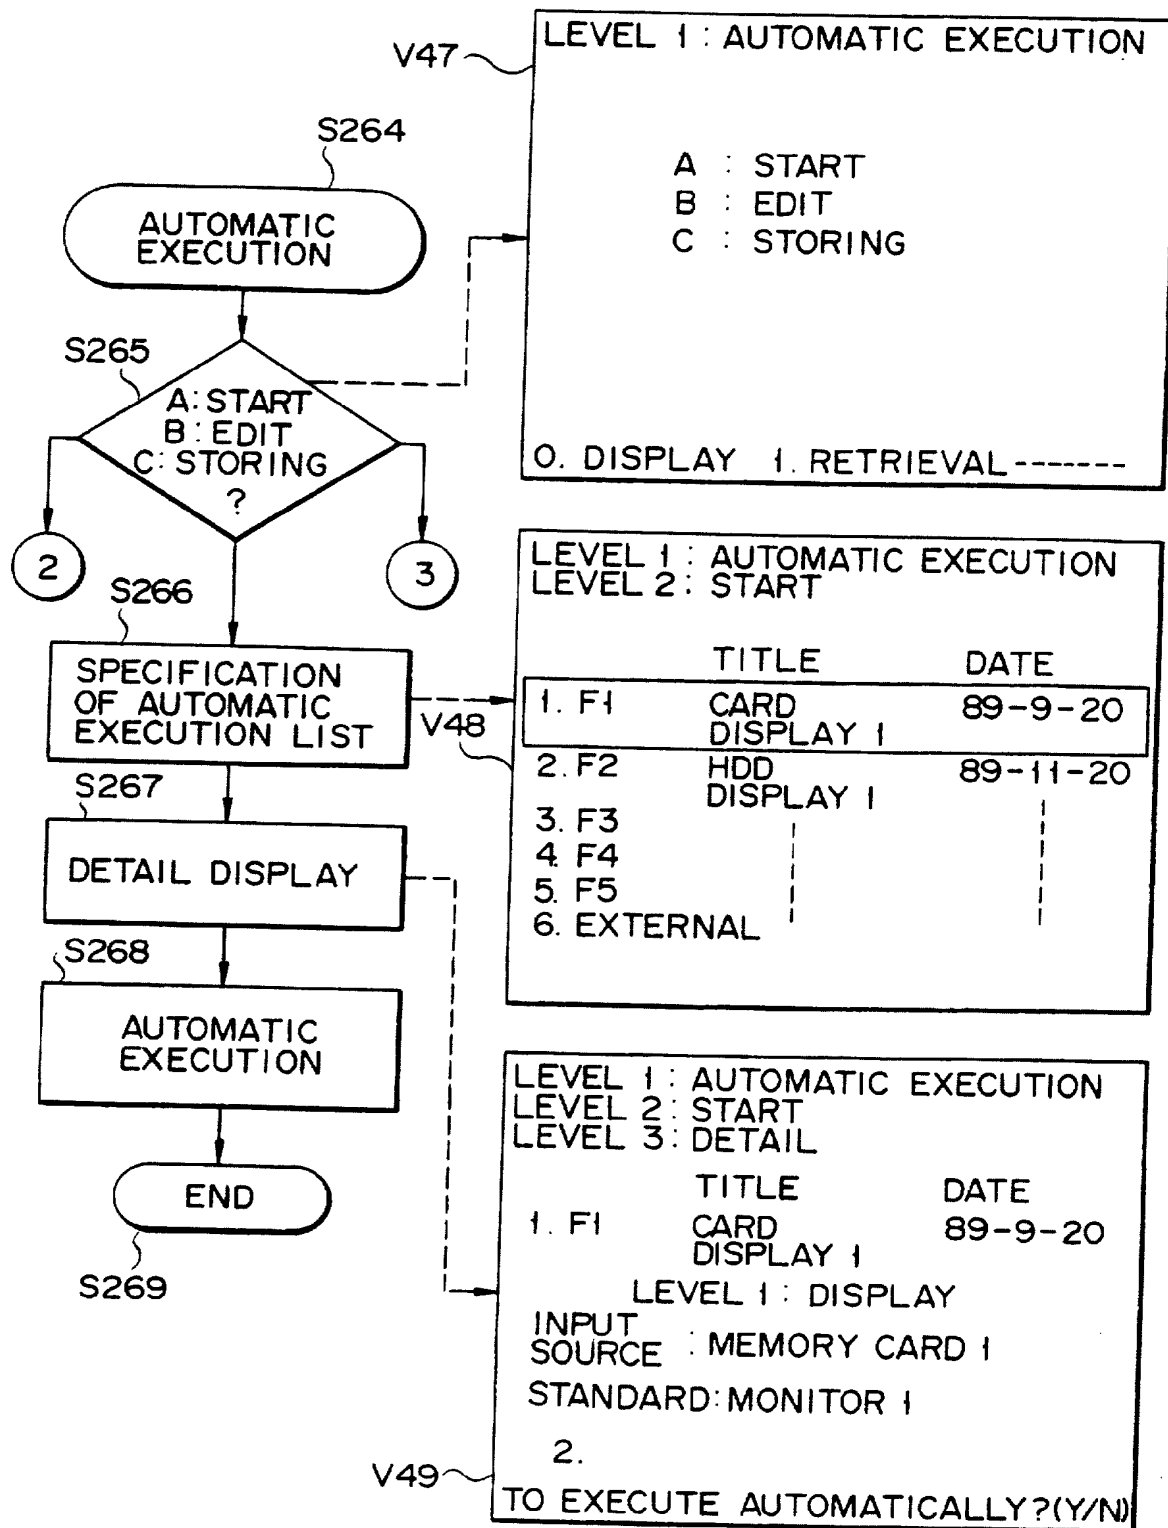 V47
LEVEL 1 : AUTOMATIC EXECUTION
A : START
B : EDIT
C : STORING
0. DISPLAY 1. RETRIEVAL-------
S264
AUTOMATIC
EXECUTION
S265
A:START
B:EDIT
C:STORING
?
2
3
S266
SPECIFICATION
OF AUTOMATIC
EXECUTION LIST
V48
LEVEL 1 : AUTOMATIC EXECUTION
LEVEL 2 : START
TITLE DATE
1. F1 CARD 89-9-20
DISPLAY 1
2. F2 HDD 89-11-20
DISPLAY 1
3. F3
4. F4
5. F5
6. EXTERNAL
S267
DETAIL DISPLAY
S268
AUTOMATIC
EXECUTION
END
S269
V49
LEVEL 1 : AUTOMATIC EXECUTION
LEVEL 2 : START
LEVEL 3 : DETAIL
TITLE DATE
1. F1 CARD 89-9-20
DISPLAY 1
LEVEL 1 : DISPLAY
INPUT
SOURCE : MEMORY CARD 1
STANDARD: MONITOR 1
2.
TO EXECUTE AUTOMATICALLY?(Y/N)